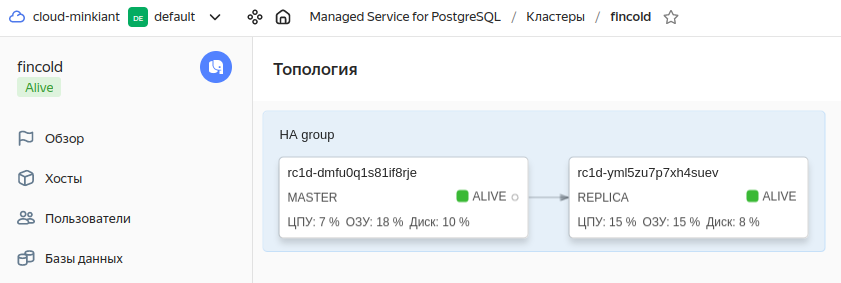 cloud-minkiant DE default Managed Service for PostgreSQL / Кластеры / fincold
fincold
Alive
Обзор
Хосты
Пользователи
Базы данных
Топология
HA group
rc1d-dmfu0q1s81if8rje
MASTER ALIVE
ЦПУ: 7 % ОЗУ: 18 % Диск: 10 %
rc1d-yml5zu7p7xh4suev
REPLICA ALIVE
ЦПУ: 15 % ОЗУ: 15 % Диск: 8 %